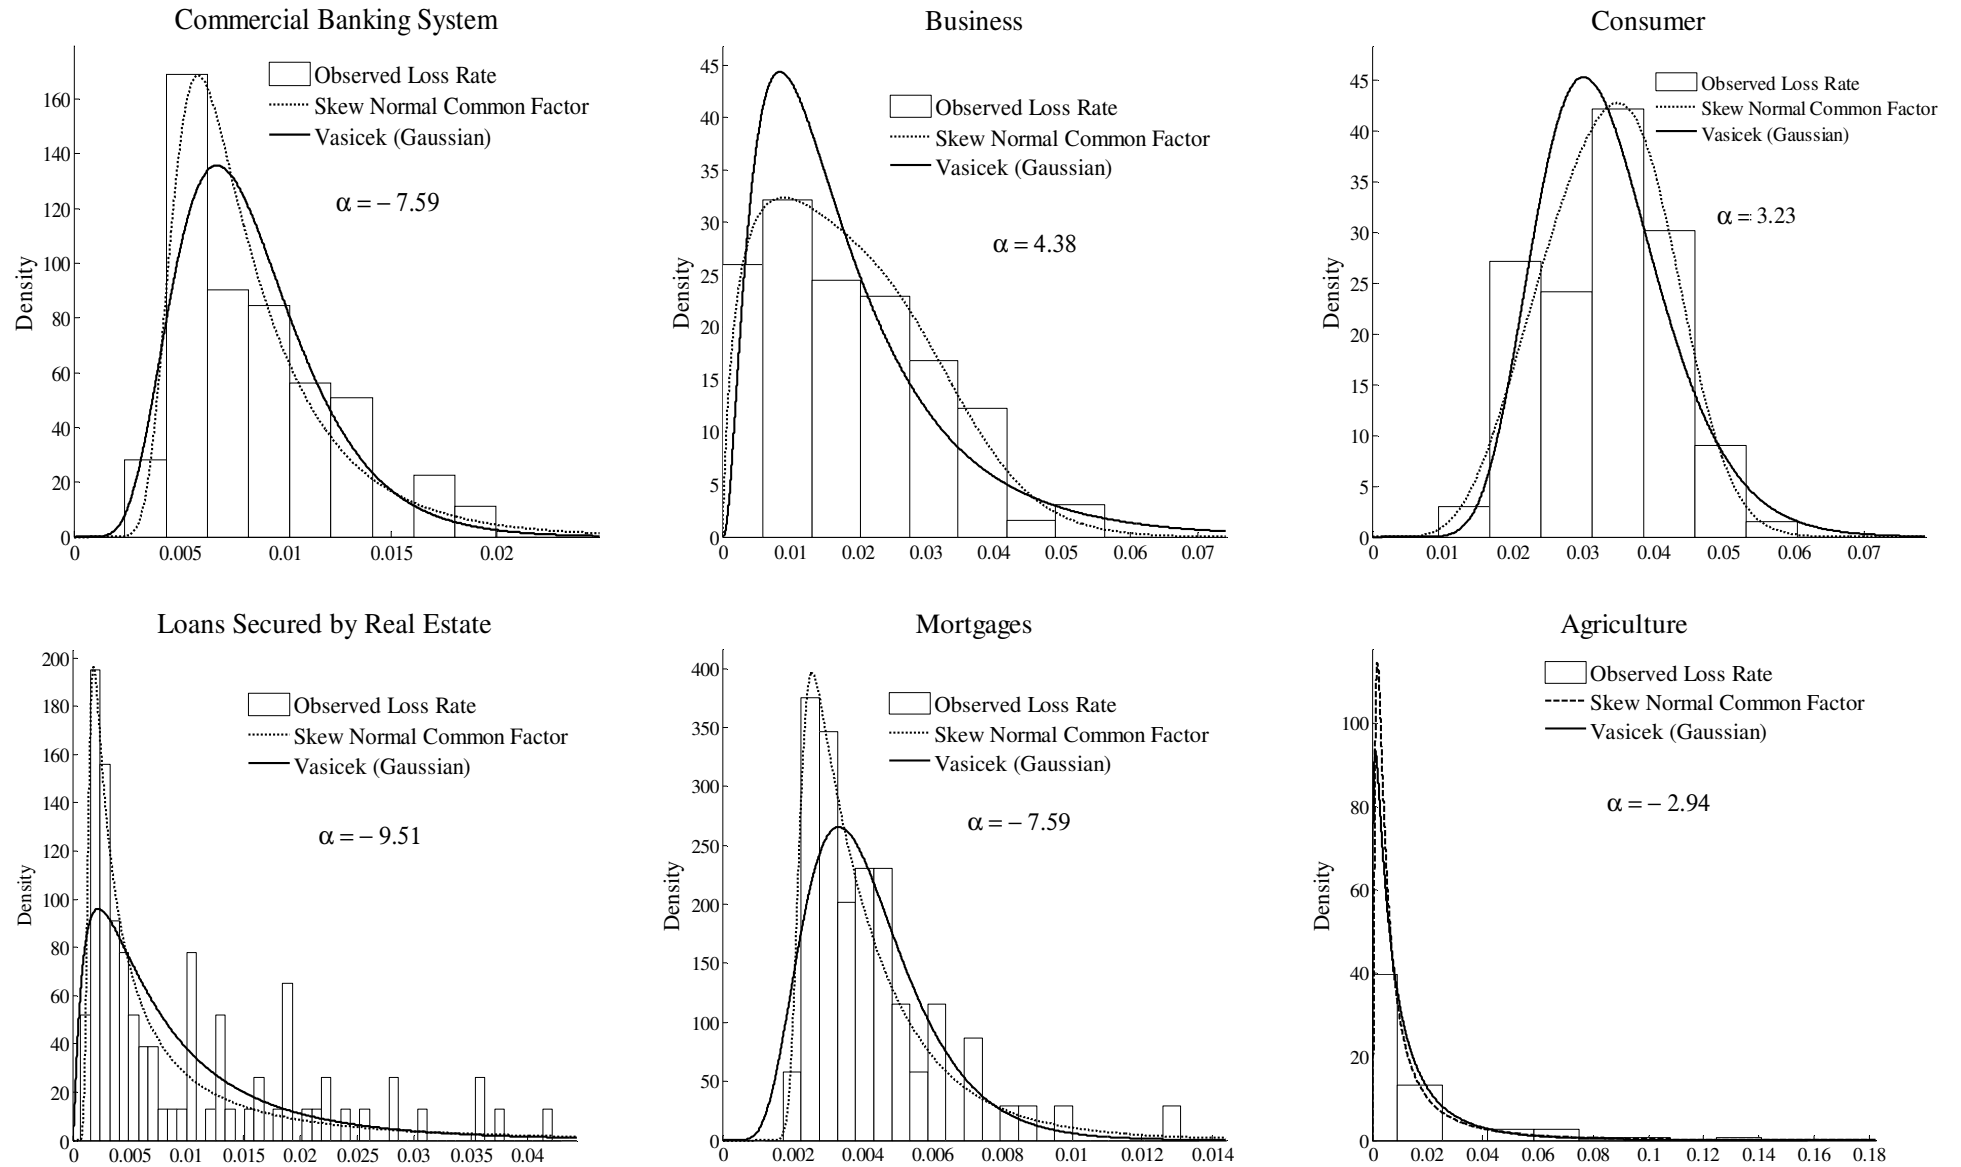 Commercial Banking System
Observed Loss Rate
Skew Normal Common Factor
Vasicek (Gaussian)
α = − 7.59
Density
160
140
120
100
80
60
40
20
0
0 0.005 0.01 0.015 0.02
Business
Observed Loss Rate
Skew Normal Common Factor
Vasicek (Gaussian)
α = 4.38
Density
45
40
35
30
25
20
15
10
5
0
0 0.01 0.02 0.03 0.04 0.05 0.06 0.07
Consumer
Observed Loss Rate
Skew Normal Common Factor
Vasicek (Gaussian)
α = 3.23
Density
45
40
35
30
25
20
15
10
5
0
0 0.01 0.02 0.03 0.04 0.05 0.06 0.07
Loans Secured by Real Estate
Observed Loss Rate
Skew Normal Common Factor
Vasicek (Gaussian)
α = − 9.51
Density
200
180
160
140
120
100
80
60
40
20
0
0 0.005 0.01 0.015 0.02 0.025 0.03 0.035 0.04
Mortgages
Observed Loss Rate
Skew Normal Common Factor
Vasicek (Gaussian)
α = − 7.59
Density
400
350
300
250
200
150
100
50
0
0 0.002 0.004 0.006 0.008 0.01 0.012 0.014
Agriculture
Observed Loss Rate
Skew Normal Common Factor
Vasicek (Gaussian)
α = − 2.94
Density
100
80
60
40
20
0
0 0.02 0.04 0.06 0.08 0.1 0.12 0.14 0.16 0.18